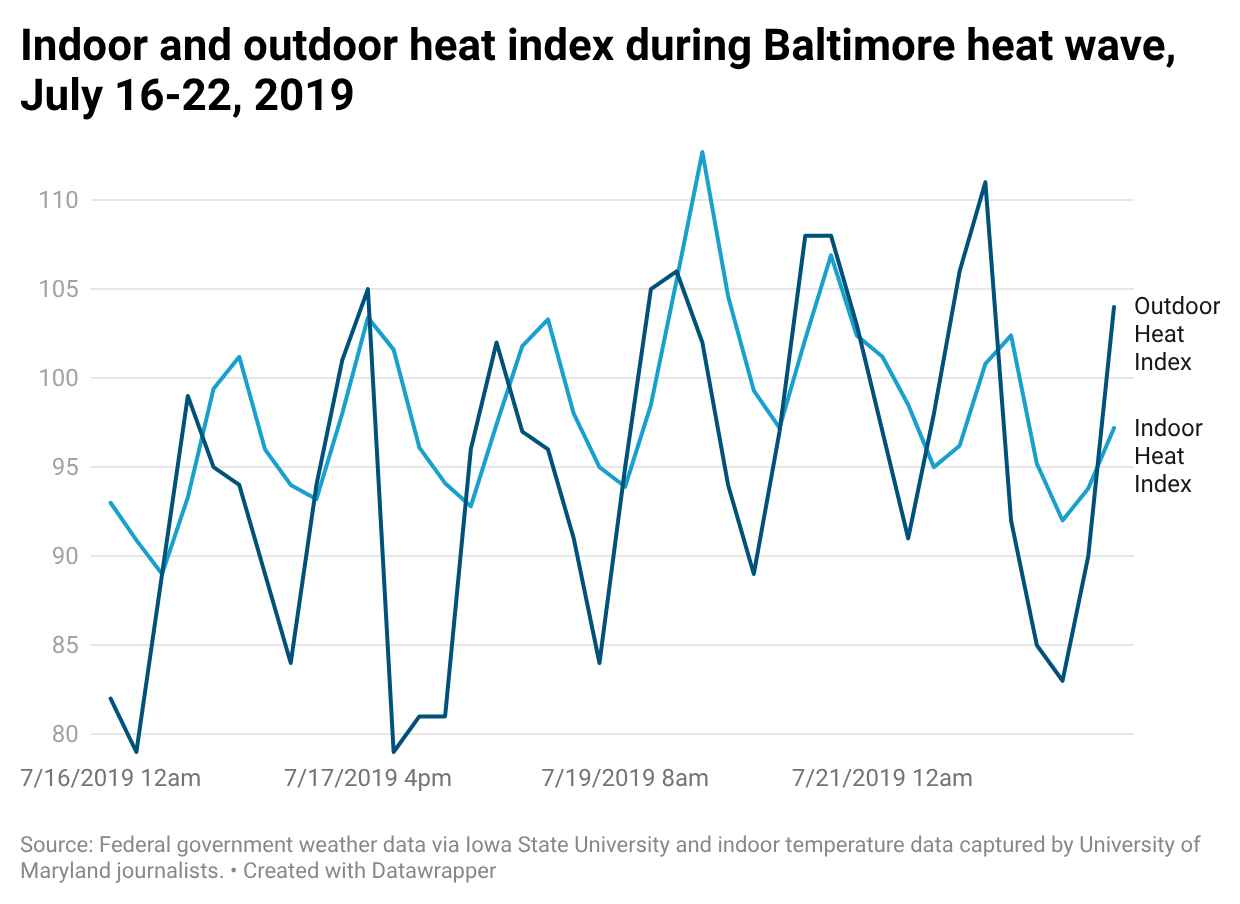 Indoor and outdoor heat index during Baltimore heat wave,
July 16-22, 2019
110
105
100
95
90
85
80
Outdoor
Heat
Index
Indoor
Heat
Index
7/16/2019 12am
7/17/2019 4pm
7/19/2019 8am
7/21/2019 12am
Source: Federal government weather data via Iowa State University and indoor temperature data captured by University of
Maryland journalists. • Created with Datawrapper